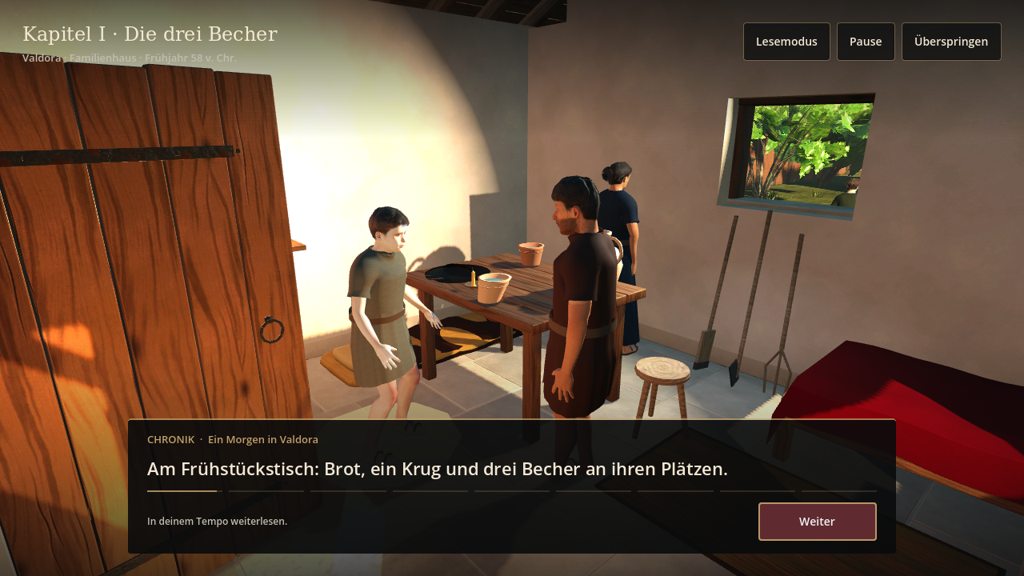 Kapitel I · Die drei Becher
Valdora · Familienhaus · Frühjahr 58 v. Chr.
Lesemodus
Pause
Überspringen
CHRONIK · Ein Morgen in Valdora
Am Frühstückstisch: Brot, ein Krug und drei Becher an ihren Plätzen.
In deinem Tempo weiterlesen.
Weiter